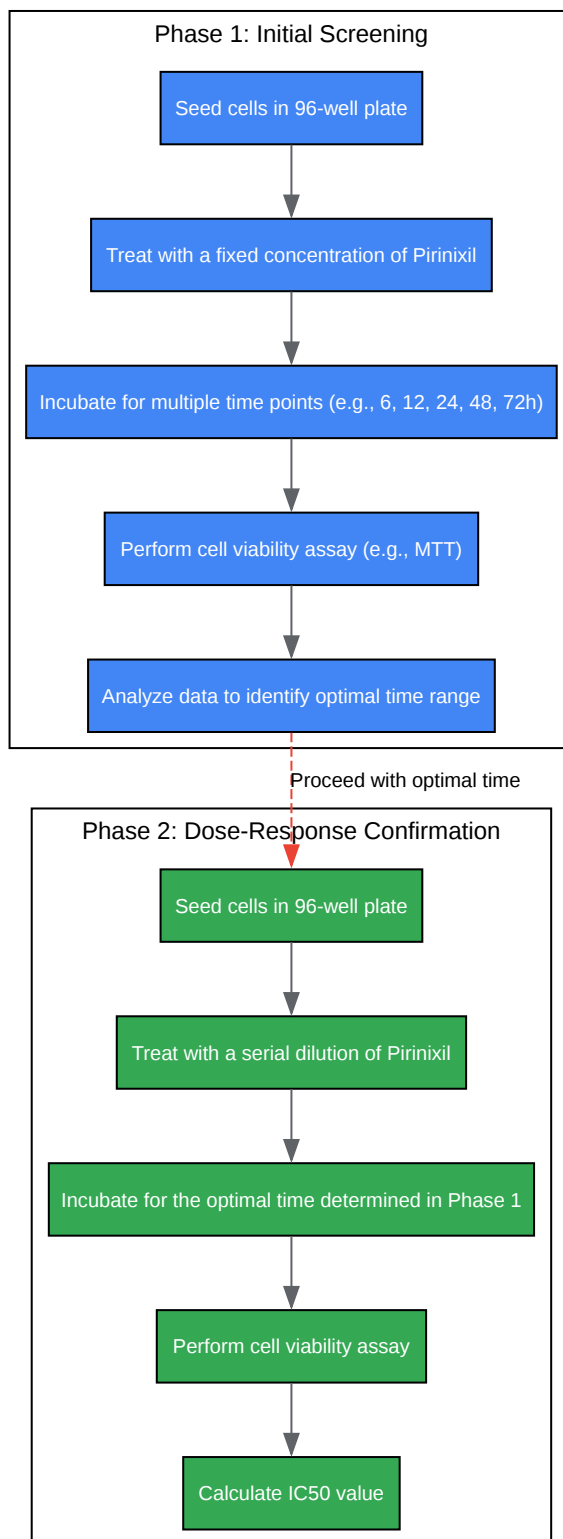 Phase 1: Initial Screening
Seed cells in 96-well plate
Treat with a fixed concentration of Pirinixil
Incubate for multiple time points (e.g., 6, 12, 24, 48, 72h)
Perform cell viability assay (e.g., MTT)
Analyze data to identify optimal time range
Proceed with optimal time
Phase 2: Dose-Response Confirmation
Seed cells in 96-well plate
Treat with a serial dilution of Pirinixil
Incubate for the optimal time determined in Phase 1
Perform cell viability assay
Calculate IC50 value